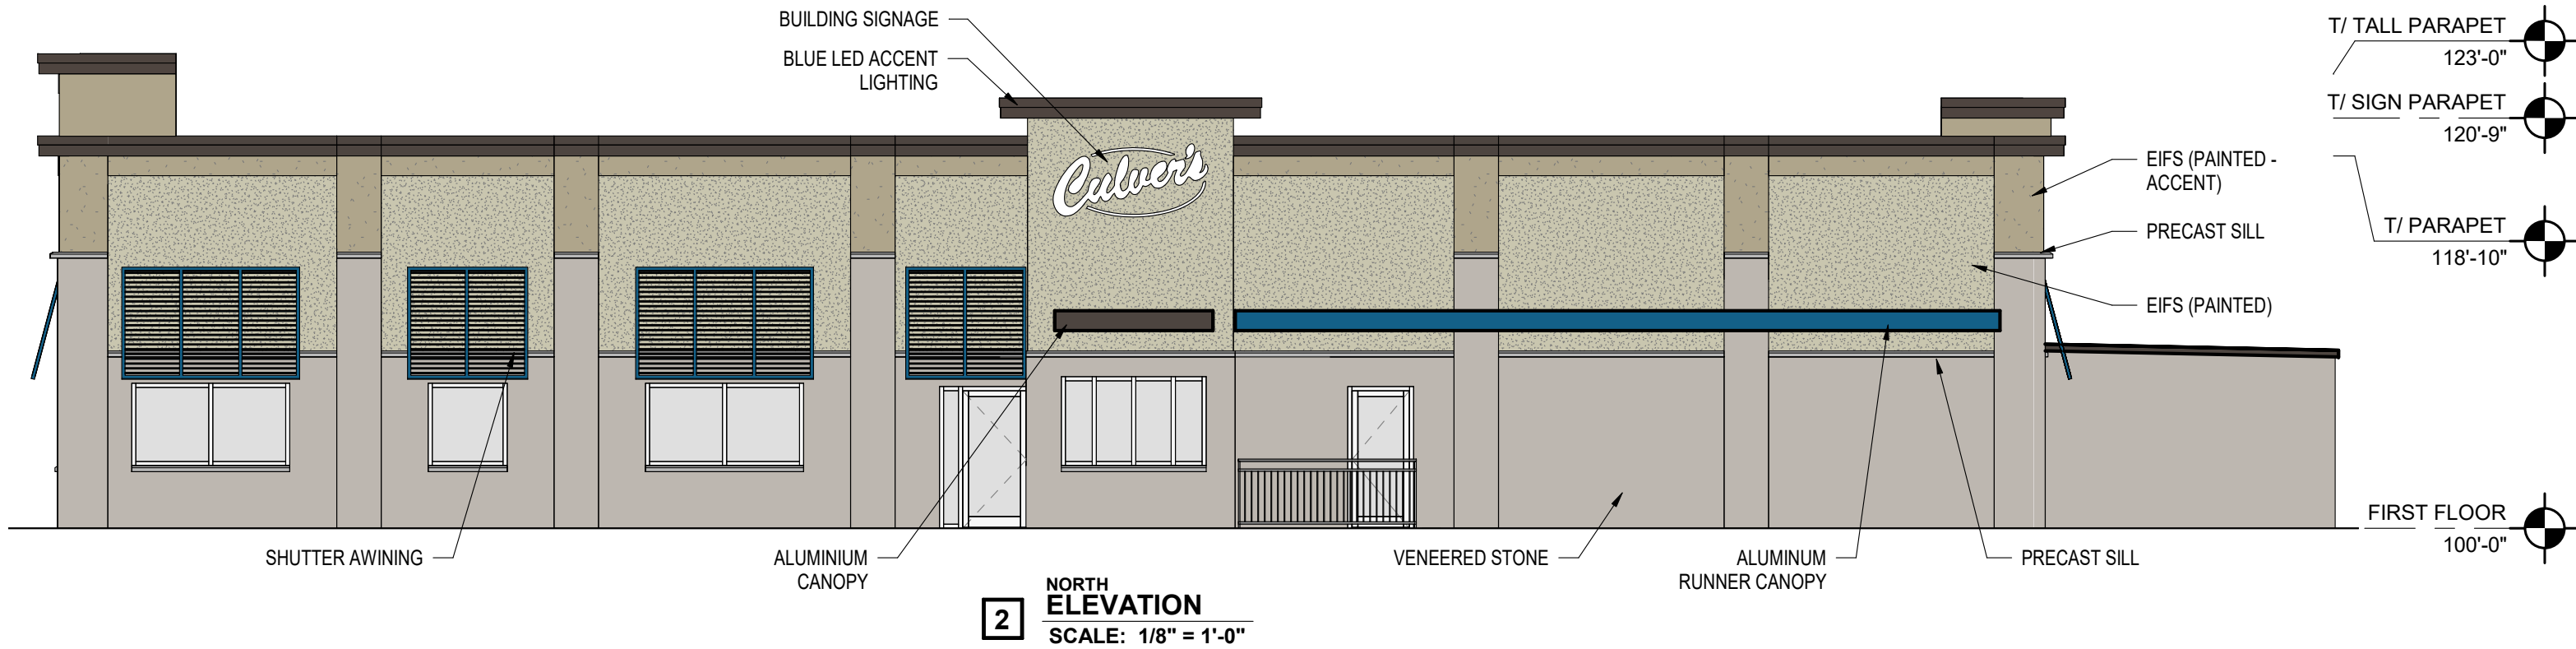 BUILDING SIGNAGE
BLUE LED ACCENT
LIGHTING
T/ TALL PARAPET
123'-0"
T/ SIGN PARAPET
120'-9"
Culver's
EIFS (PAINTED -
ACCENT)
PRECAST SILL
T/ PARAPET
118'-10"
EIFS (PAINTED)
FIRST FLOOR
100'-0"
SHUTTER AWINING
ALUMINIUM
CANOPY
VENEERED STONE
ALUMINUM
RUNNER CANOPY
PRECAST SILL
2
NORTH
ELEVATION
SCALE: 1/8" = 1'-0"